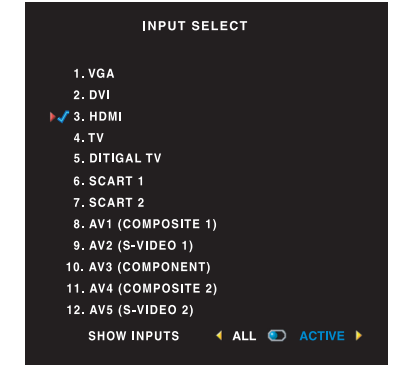 INPUT SELECT
1. VGA
2. DVI
3. HDMI
4. TV
5. DITIGAL TV
6. SCART 1
7. SCART 2
8. AV1 (COMPOSITE 1)
9. AV2 (S-VIDEO 1)
10. AV3 (COMPONENT)
11. AV4 (COMPOSITE 2)
12. AV5 (S-VIDEO 2)
SHOW INPUTS ALL ACTIVE